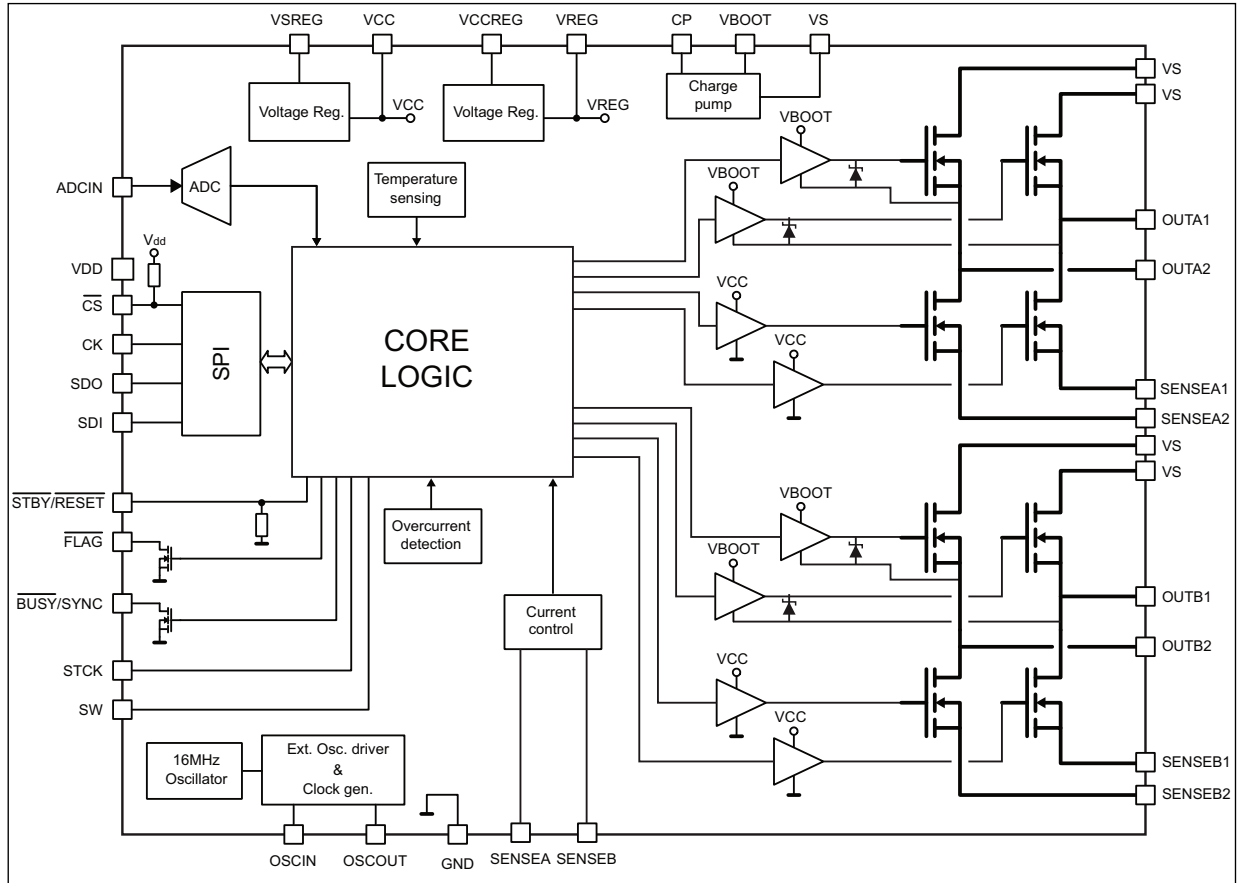 VSREG VCC VCCREG VREG CP VBOOT VS
Voltage Reg.
VCC
Voltage Reg.
VREG
Charge
pump
VS
VS
VBOOT
VBOOT
ADCIN
ADC
Temperature
sensing
OUTA1
OUTA2
Vdd
VDD
CS
CK
SDO
SDI
SPI
CORE
LOGIC
VCC
VCC
SENSEA1
SENSEA2
VS
VS
STBY/RESET
FLAG
BUSY/SYNC
STCK
SW
Overcurrent
detection
Current
control
VBOOT
VBOOT
OUTB1
OUTB2
VCC
VCC
SENSEB1
SENSEB2
16MHz
Oscillator
Ext. Osc. driver
&
Clock gen.
OSCIN OSCOUT GND SENSEA SENSEB